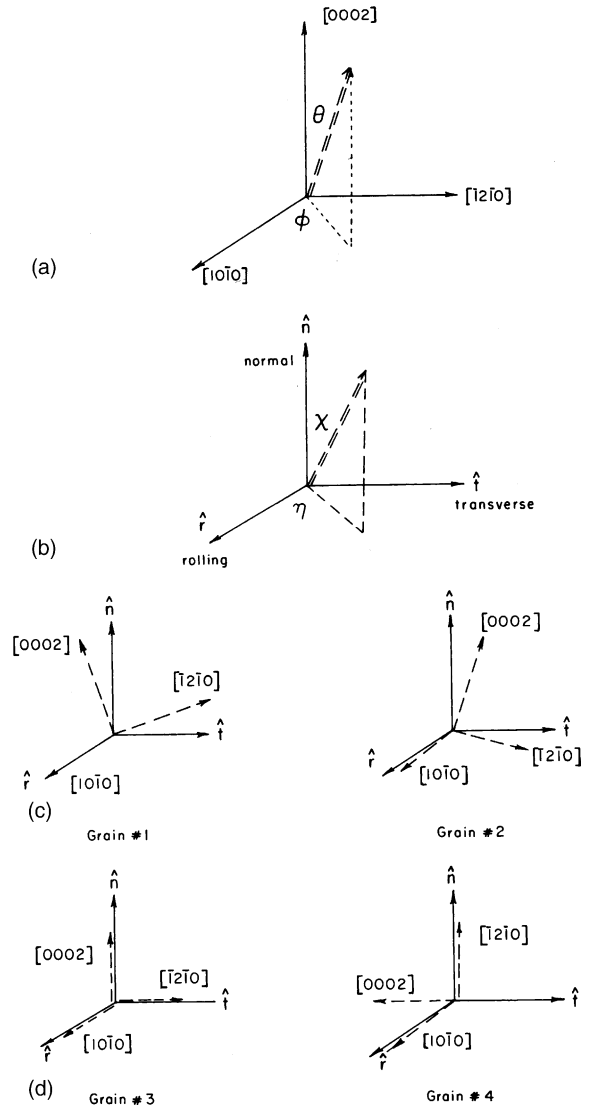 [0002]
θ
[1̄21̄0]
ϕ
(a)
[101̄0]
n̂
normal
χ
t̂
transverse
η
r̂
(b)
rolling
n̂
[0002]
[1̄21̄0]
t̂
r̂
[101̄0]
n̂
[0002]
t̂
r̂
[101̄0]
[1̄21̄0]
(c)
Grain #1
Grain #2
n̂
[0002]
[1̄21̄0]
t̂
r̂
[101̄0]
n̂
[1̄21̄0]
[0002]
t̂
r̂
[101̄0]
(d)
Grain #3
Grain #4